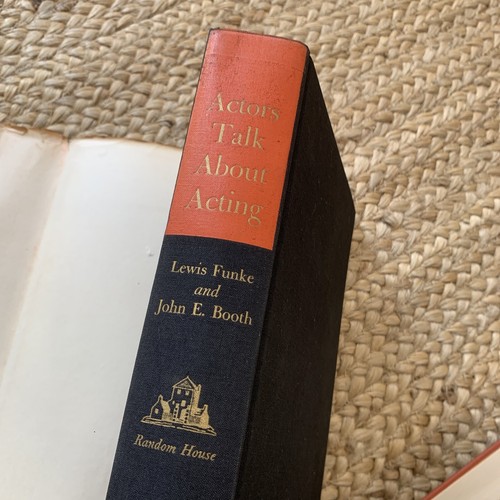 Actors
Talk
About
Acting
Lewis Funke
and
John E. Booth
Random House